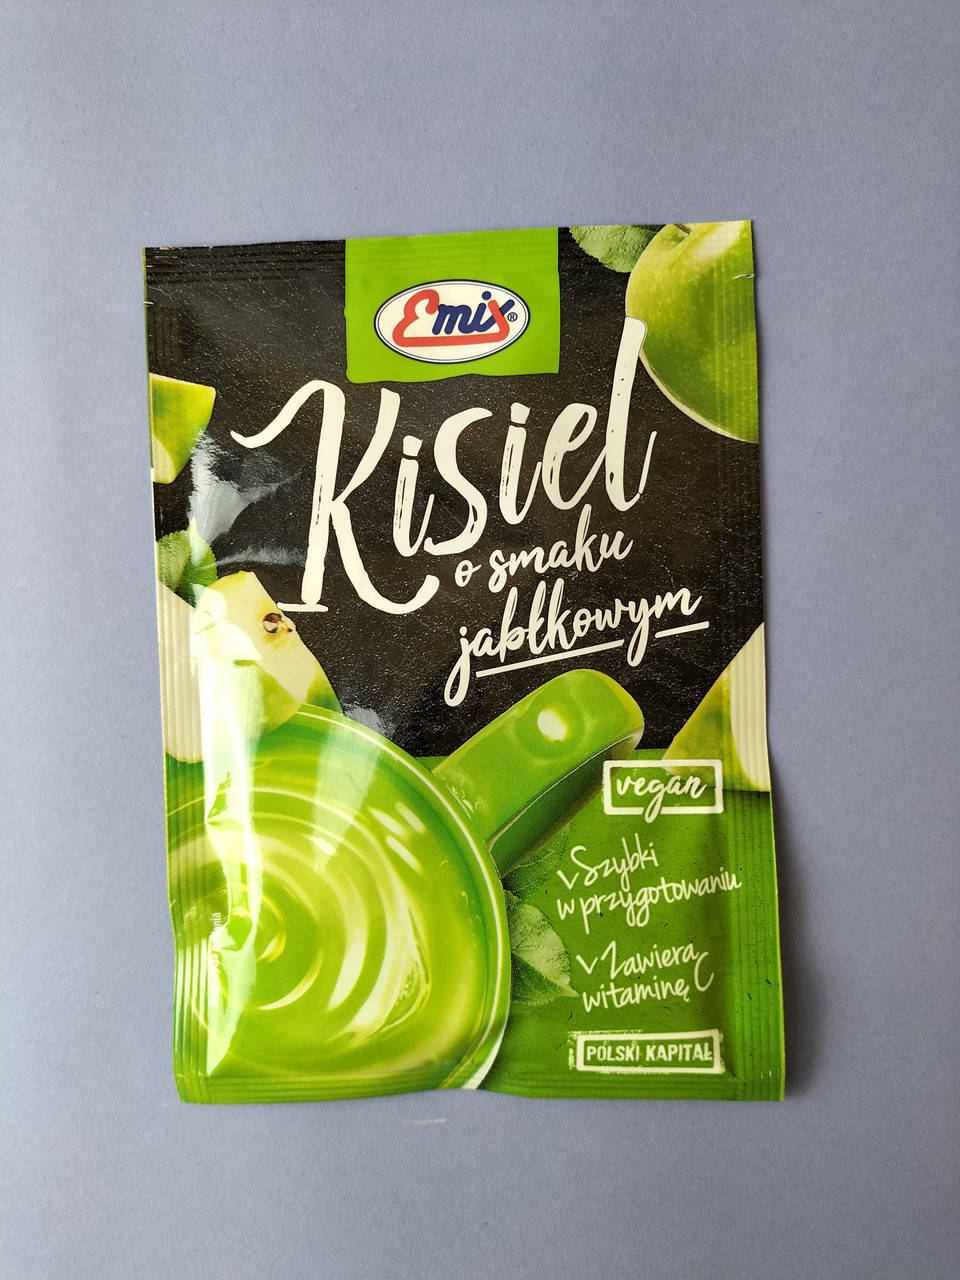 Emix®
Kisiel
o smaku
jabłkowym
vegan
✓ Szybki
w przygotowaniu
✓ Zawiera
witaminę C
POLSKI KAPITAŁ